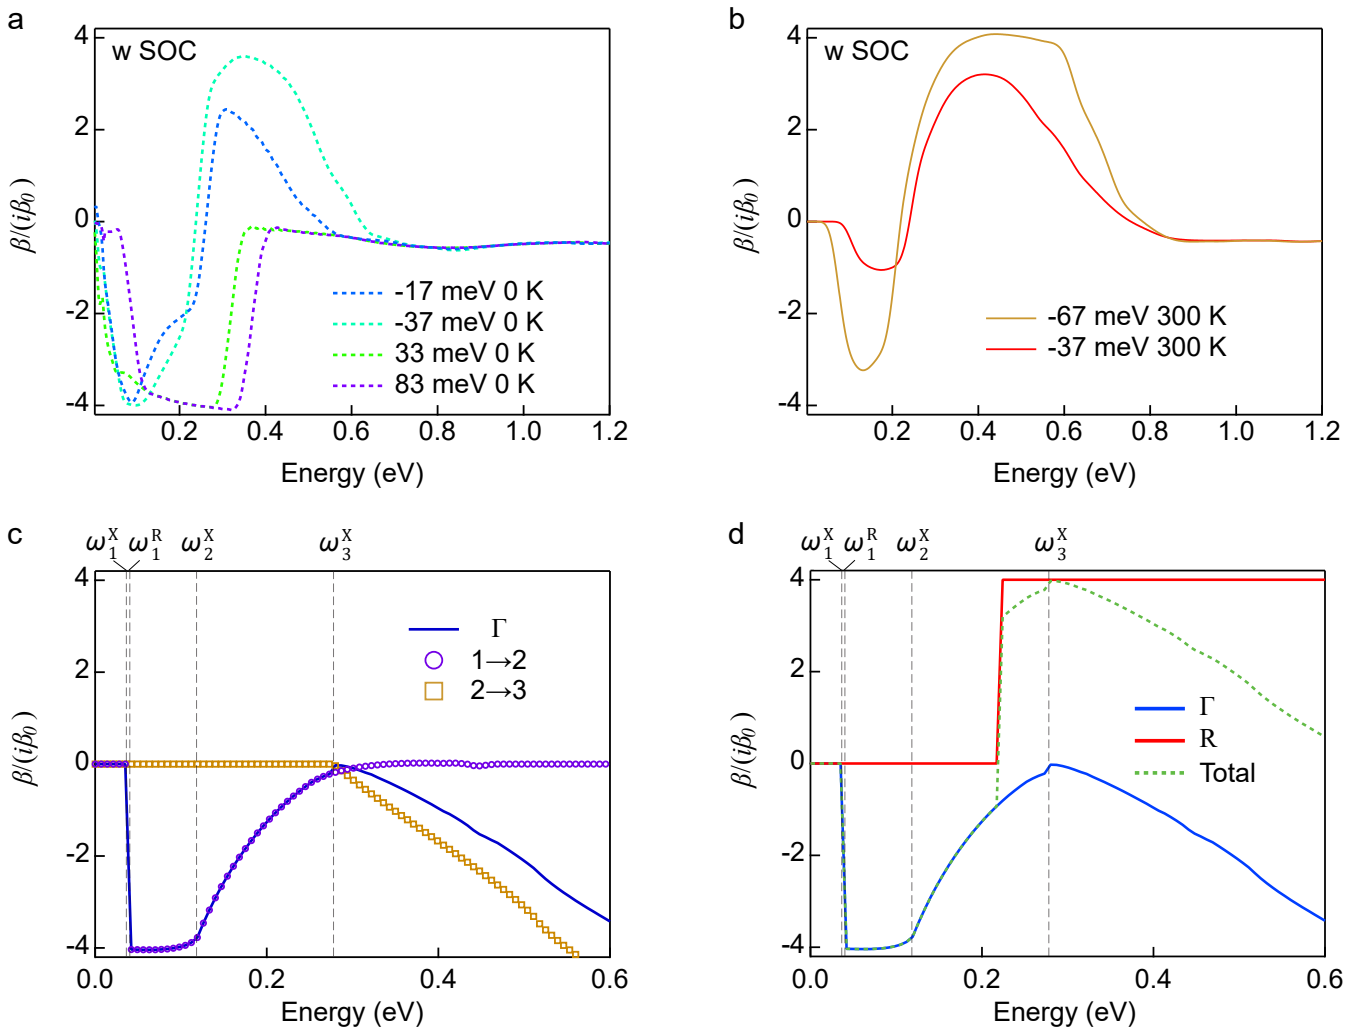 a
w SOC
4
2
0
-2
-4
β/(iβ₀)
0.2 0.4 0.6 0.8 1.0 1.2
Energy (eV)
-17 meV 0 K
-37 meV 0 K
33 meV 0 K
83 meV 0 K
b
w SOC
4
2
0
-2
-4
β/(iβ₀)
0.2 0.4 0.6 0.8 1.0 1.2
Energy (eV)
-67 meV 300 K
-37 meV 300 K
c
ω₁ˣ ω₁ᴿ ω₂ˣ ω₃ˣ
4
2
0
-2
-4
β/(iβ₀)
0.0 0.2 0.4 0.6
Energy (eV)
Γ
1→2
2→3
d
ω₁ˣ ω₁ᴿ ω₂ˣ ω₃ˣ
4
2
0
-2
-4
β/(iβ₀)
0.0 0.2 0.4 0.6
Energy (eV)
Γ
R
Total